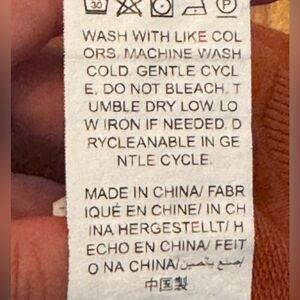 30 P
WASH WITH LIKE COL
ORS. MACHINE WASH
COLD. GENTLE CYCL
E. DO NOT BLEACH. T
UMBLE DRY LOW. LO
W IRON IF NEEDED. D
RYCLEANABLE IN GE
NTLE CYCLE.
MADE IN CHINA/ FABR
IQUÉ EN CHINE/ IN CH
INA HERGESTELLT/ H
ECHO EN CHINA/ FEIT
O NA CHINA/صنع بالصين/
中国製